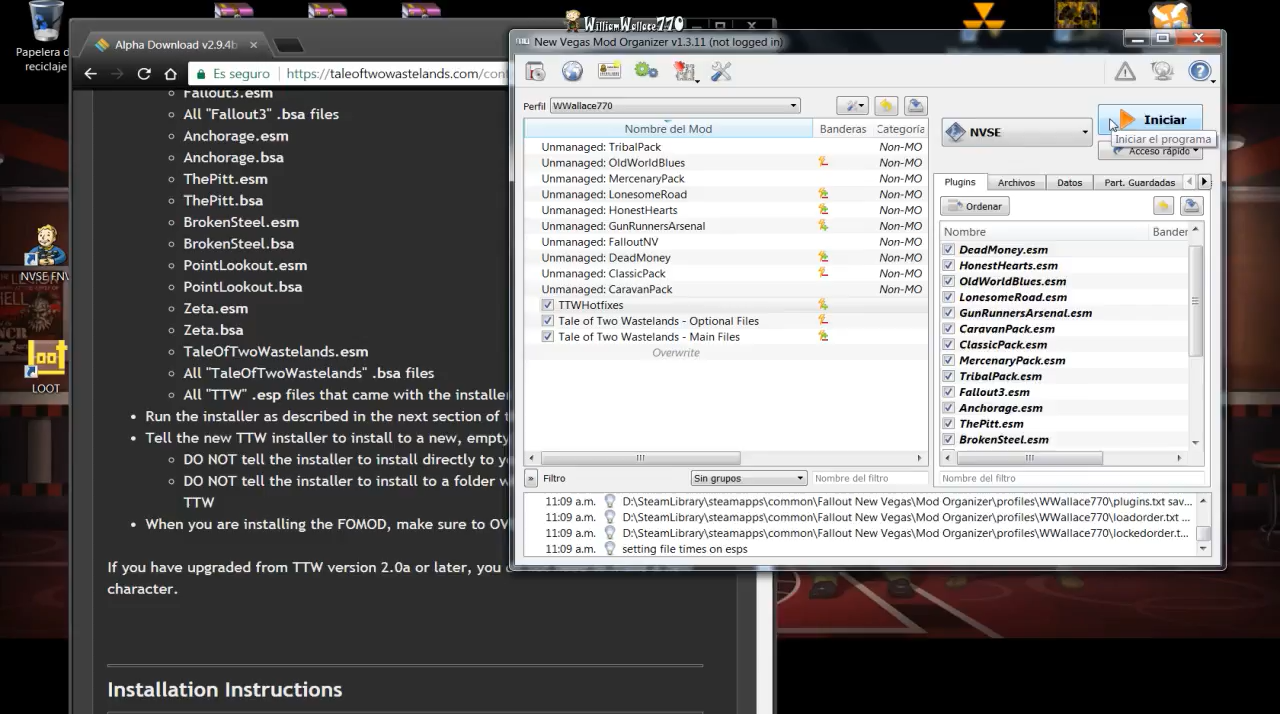 Papelera d
reciclaje
WilliamWallace770
Alpha Download v2.9.4b
Es seguro
https://taleoftwowastelands.com/con
Fallout3.esm
All "Fallout3" .bsa files
Anchorage.esm
Anchorage.bsa
ThePitt.esm
ThePitt.bsa
BrokenSteel.esm
BrokenSteel.bsa
PointLookout.esm
PointLookout.bsa
Zeta.esm
Zeta.bsa
TaleOfTwoWastelands.esm
All "TaleOfTwoWastelands" .bsa files
All "TTW" .esp files that came with the installer
Run the installer as described in the next section of t
Tell the new TTW installer to install to a new, empty
DO NOT tell the installer to install directly to yo
DO NOT tell the installer to install to a folder w
TTW
When you are installing the FOMOD, make sure to OV
If you have upgraded from TTW version 2.0a or later, you
character.
Installation Instructions
NVSE FNV
LOOT
New Vegas Mod Organizer v1.3.11 (not logged in)
Perfil WWallace770
Nombre del Mod Banderas Categoría
Unmanaged: TribalPack Non-MO
Unmanaged: OldWorldBlues Non-MO
Unmanaged: MercenaryPack Non-MO
Unmanaged: LonesomeRoad Non-MO
Unmanaged: HonestHearts Non-MO
Unmanaged: GunRunnersArsenal Non-MO
Unmanaged: FalloutNV Non-MO
Unmanaged: DeadMoney Non-MO
Unmanaged: ClassicPack Non-MO
Unmanaged: CaravanPack Non-MO
TTWHotfixes
Tale of Two Wastelands - Optional Files
Tale of Two Wastelands - Main Files
Overwrite
Filtro Sin grupos Nombre del filtro
NVSE
Iniciar
Iniciar el programa
Acceso rápido
Plugins Archivos Datos Part. Guardadas
Ordenar
Nombre Bander
DeadMoney.esm
HonestHearts.esm
OldWorldBlues.esm
LonesomeRoad.esm
GunRunnersArsenal.esm
CaravanPack.esm
ClassicPack.esm
MercenaryPack.esm
TribalPack.esm
Fallout3.esm
Anchorage.esm
ThePitt.esm
BrokenSteel.esm
Nombre del filtro
11:09 a.m. D:\SteamLibrary\steamapps\common\Fallout New Vegas\Mod Organizer\profiles\WWallace770\plugins.txt sav...
11:09 a.m. D:\SteamLibrary\steamapps\common\Fallout New Vegas\Mod Organizer\profiles\WWallace770\loadorder.txt ...
11:09 a.m. D:\SteamLibrary\steamapps\common\Fallout New Vegas\Mod Organizer\profiles\WWallace770\lockedorder.t...
11:09 a.m. setting file times on esps